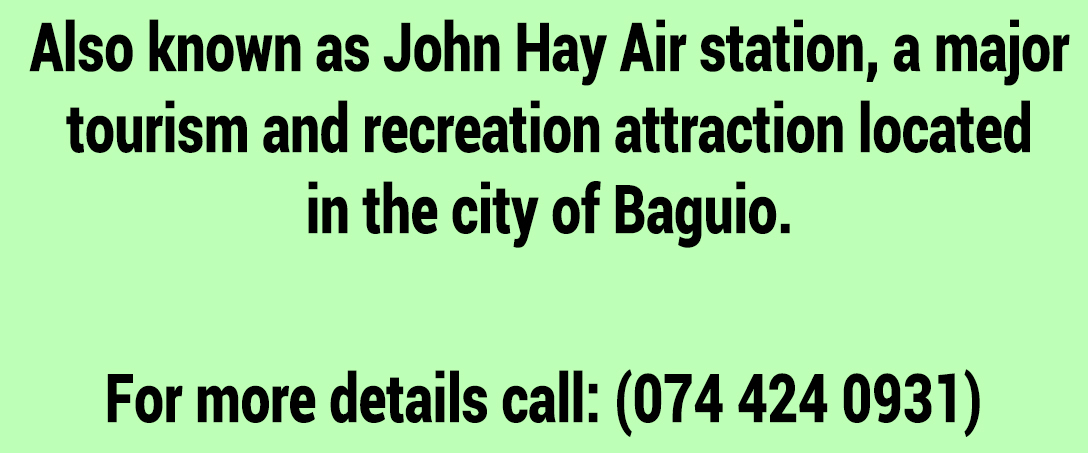 Also known as John Hay Air station, a major
tourism and recreation attraction located
in the city of Baguio.
For more details call: (074 424 0931)